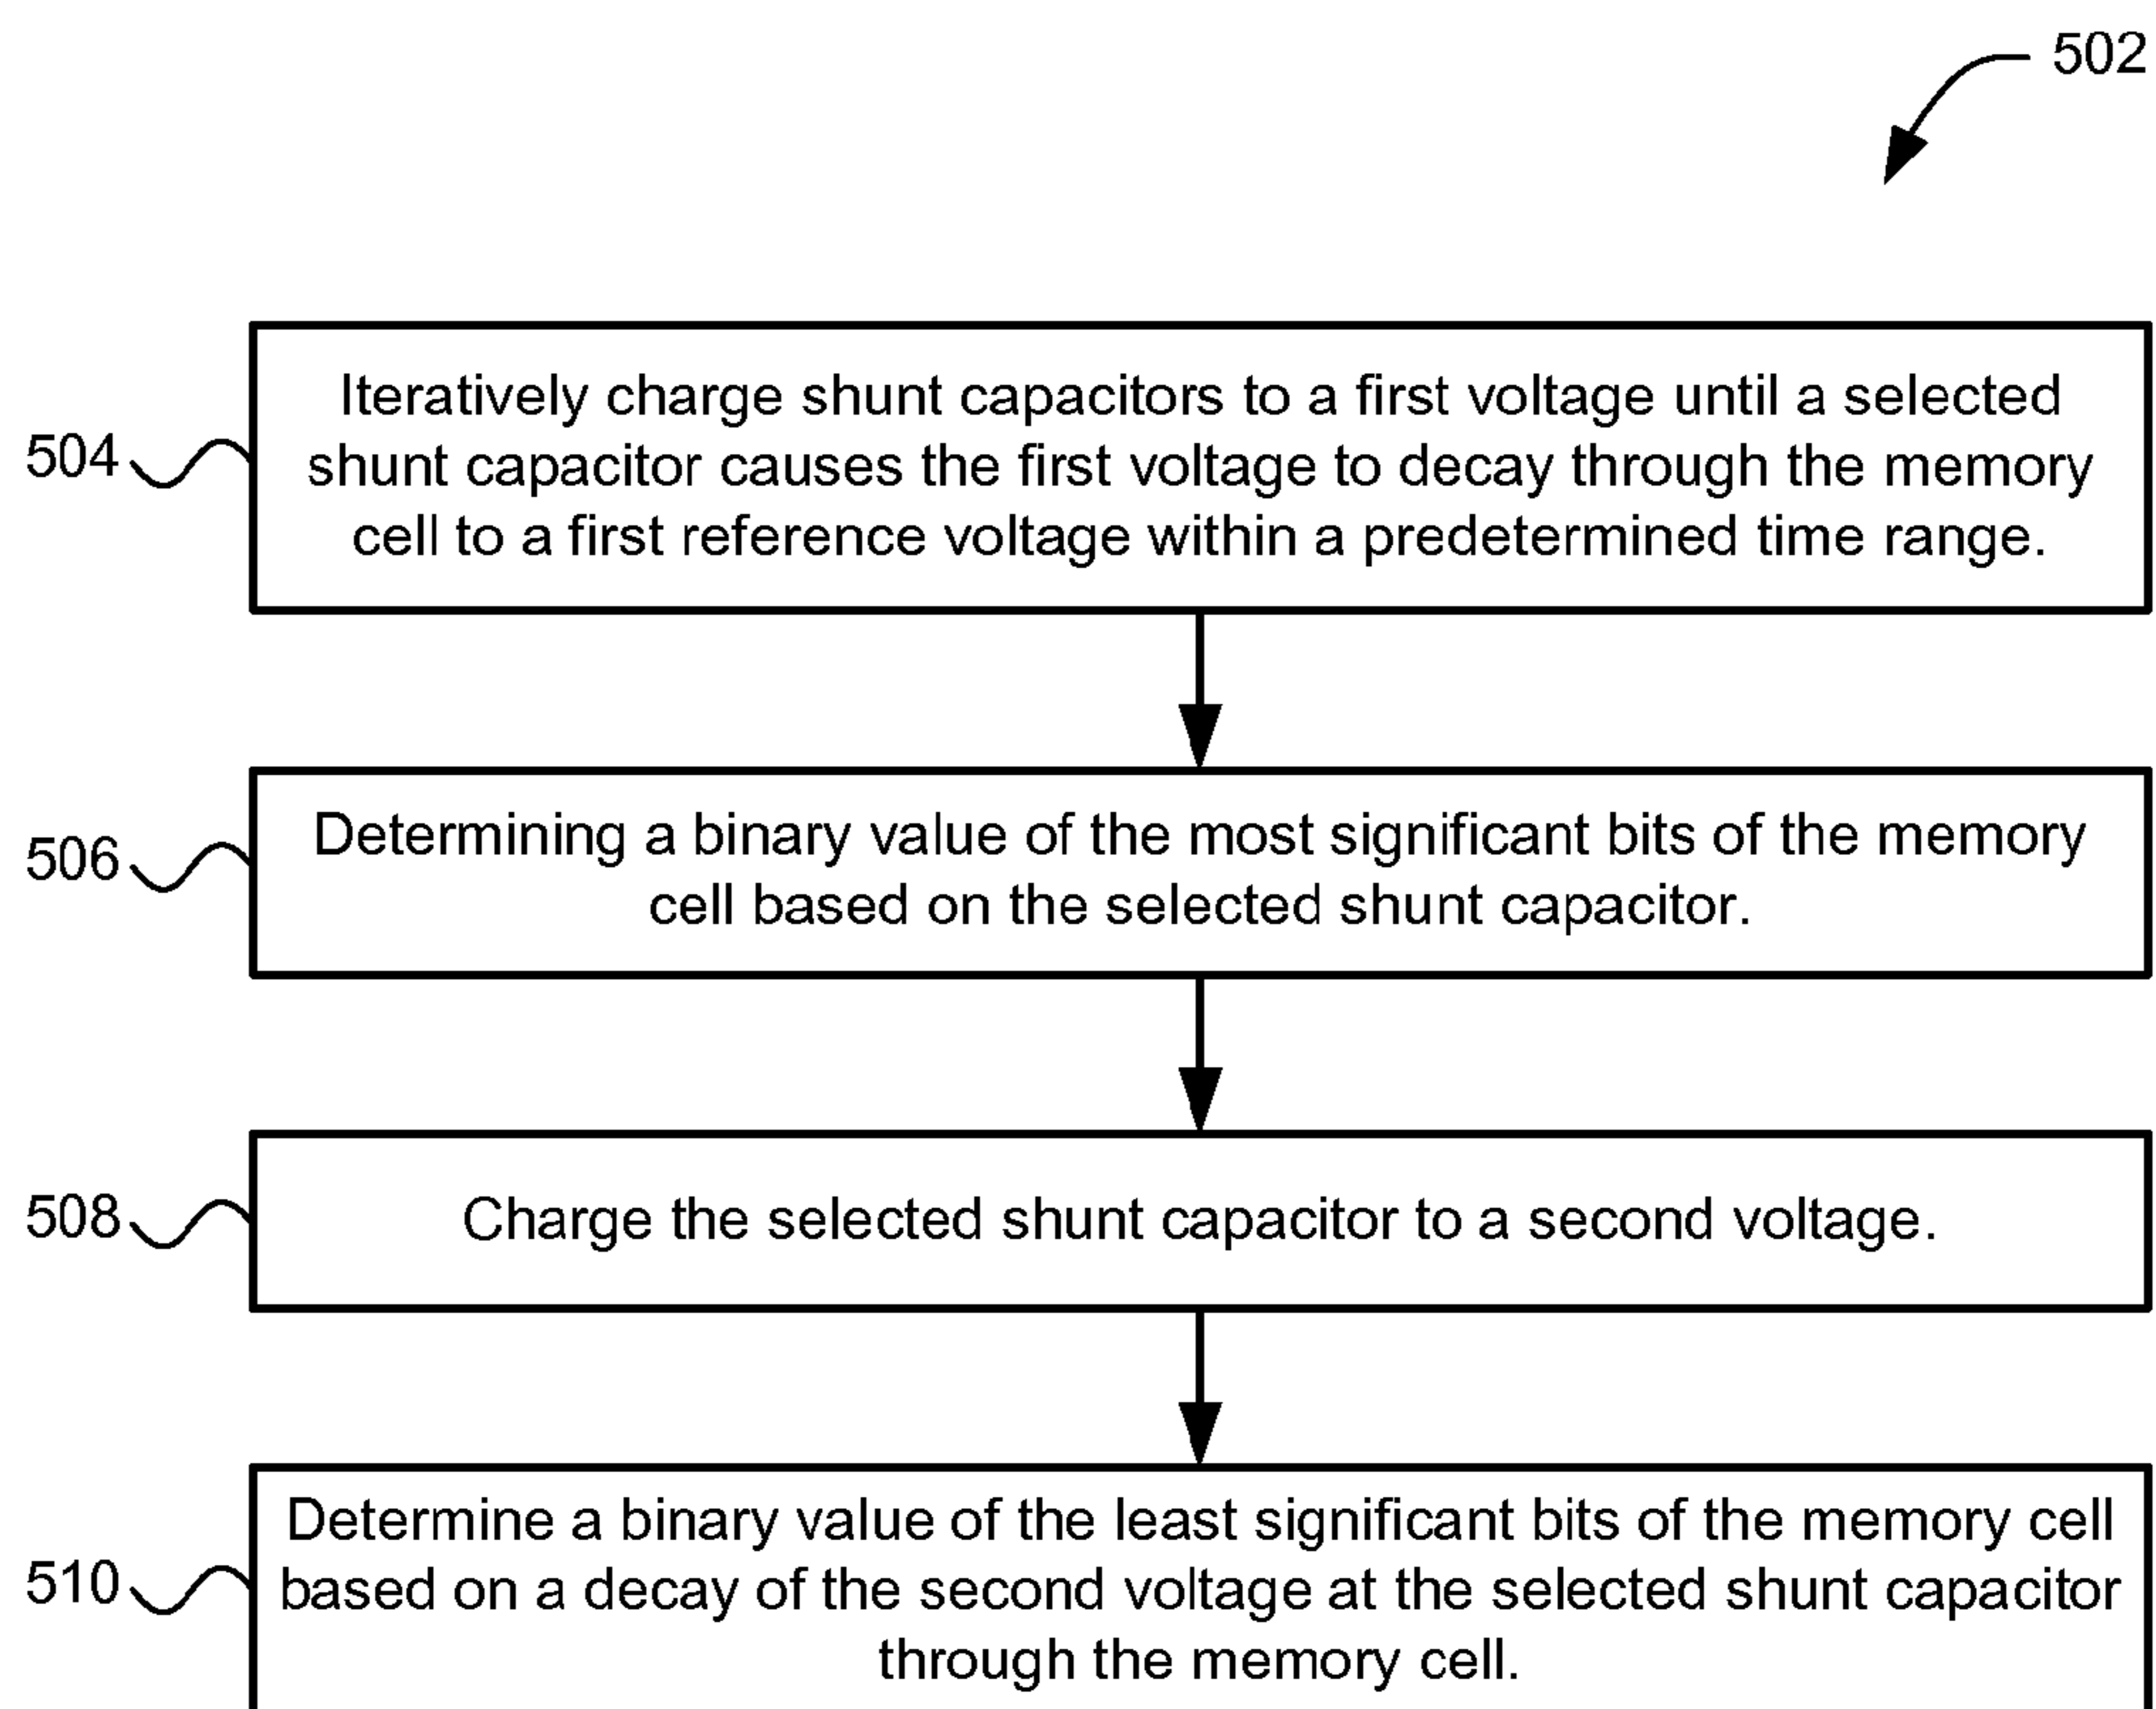 502
504
Iteratively charge shunt capacitors to a first voltage until a selected
shunt capacitor causes the first voltage to decay through the memory
cell to a first reference voltage within a predetermined time range.
506
Determining a binary value of the most significant bits of the memory
cell based on the selected shunt capacitor.
508
Charge the selected shunt capacitor to a second voltage.
510
Determine a binary value of the least significant bits of the memory cell
based on a decay of the second voltage at the selected shunt capacitor
through the memory cell.